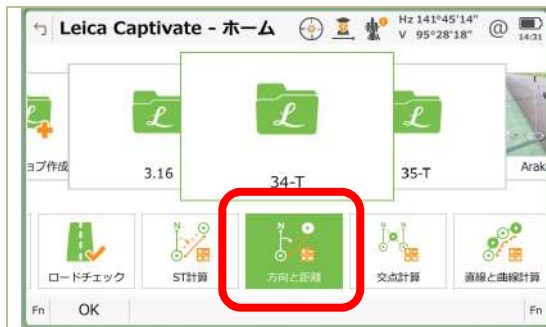 Leica Captivate - ホーム
Hz 141°45'14"
V 95°28'18"
@
14:31
ョブ作成
3.16
34-T
35-T
Arak
ロードチェック
ST計算
方向と距離
交点計算
直線と曲線計算
Fn
OK
Fn